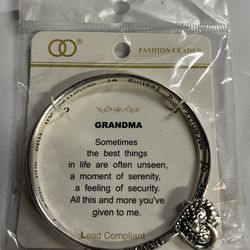 FASHION LEADER
GRANDMA
Sometimes
the best things
in life are often unseen,
a moment of serenity,
a feeling of security.
All this and more you've
given to me.
Lead Compliant